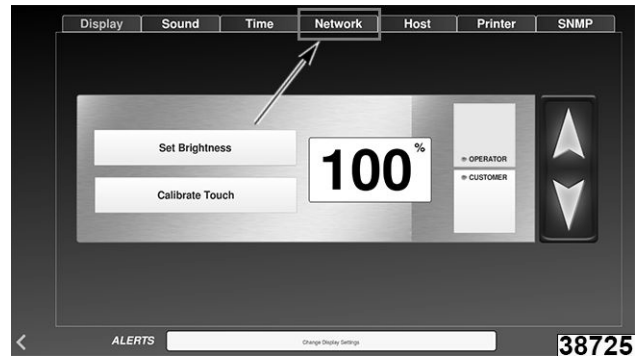 Display Sound Time Network Host Printer SNMP
Set Brightness
Calibrate Touch
100%
OPERATOR
CUSTOMER
ALERTS Change Display Settings
38725